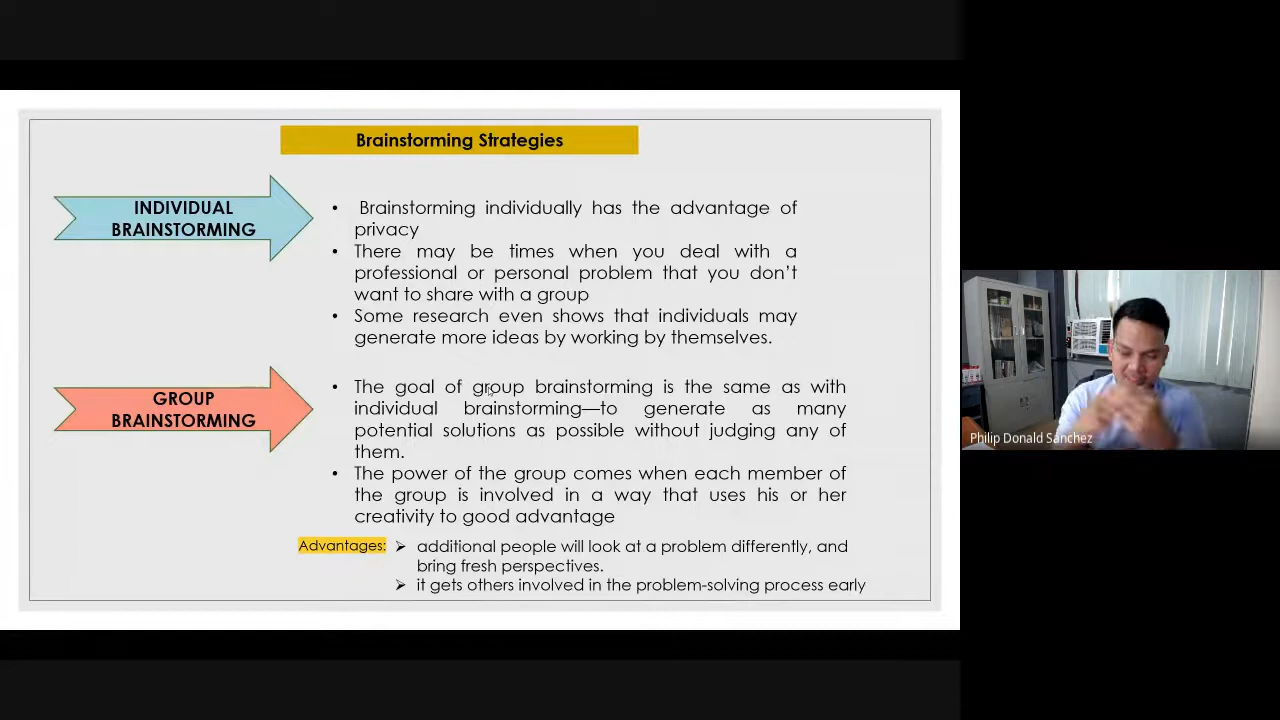 Brainstorming Strategies
INDIVIDUAL
BRAINSTORMING
• Brainstorming individually has the advantage of
privacy
• There may be times when you deal with a
professional or personal problem that you don’t
want to share with a group
• Some research even shows that individuals may
generate more ideas by working by themselves.
GROUP
BRAINSTORMING
• The goal of group brainstorming is the same as with
individual brainstorming—to generate as many
potential solutions as possible without judging any of
them.
• The power of the group comes when each member of
the group is involved in a way that uses his or her
creativity to good advantage
Advantages:
➢ additional people will look at a problem differently, and
bring fresh perspectives.
➢ it gets others involved in the problem-solving process early
Philip Donald Sanchez